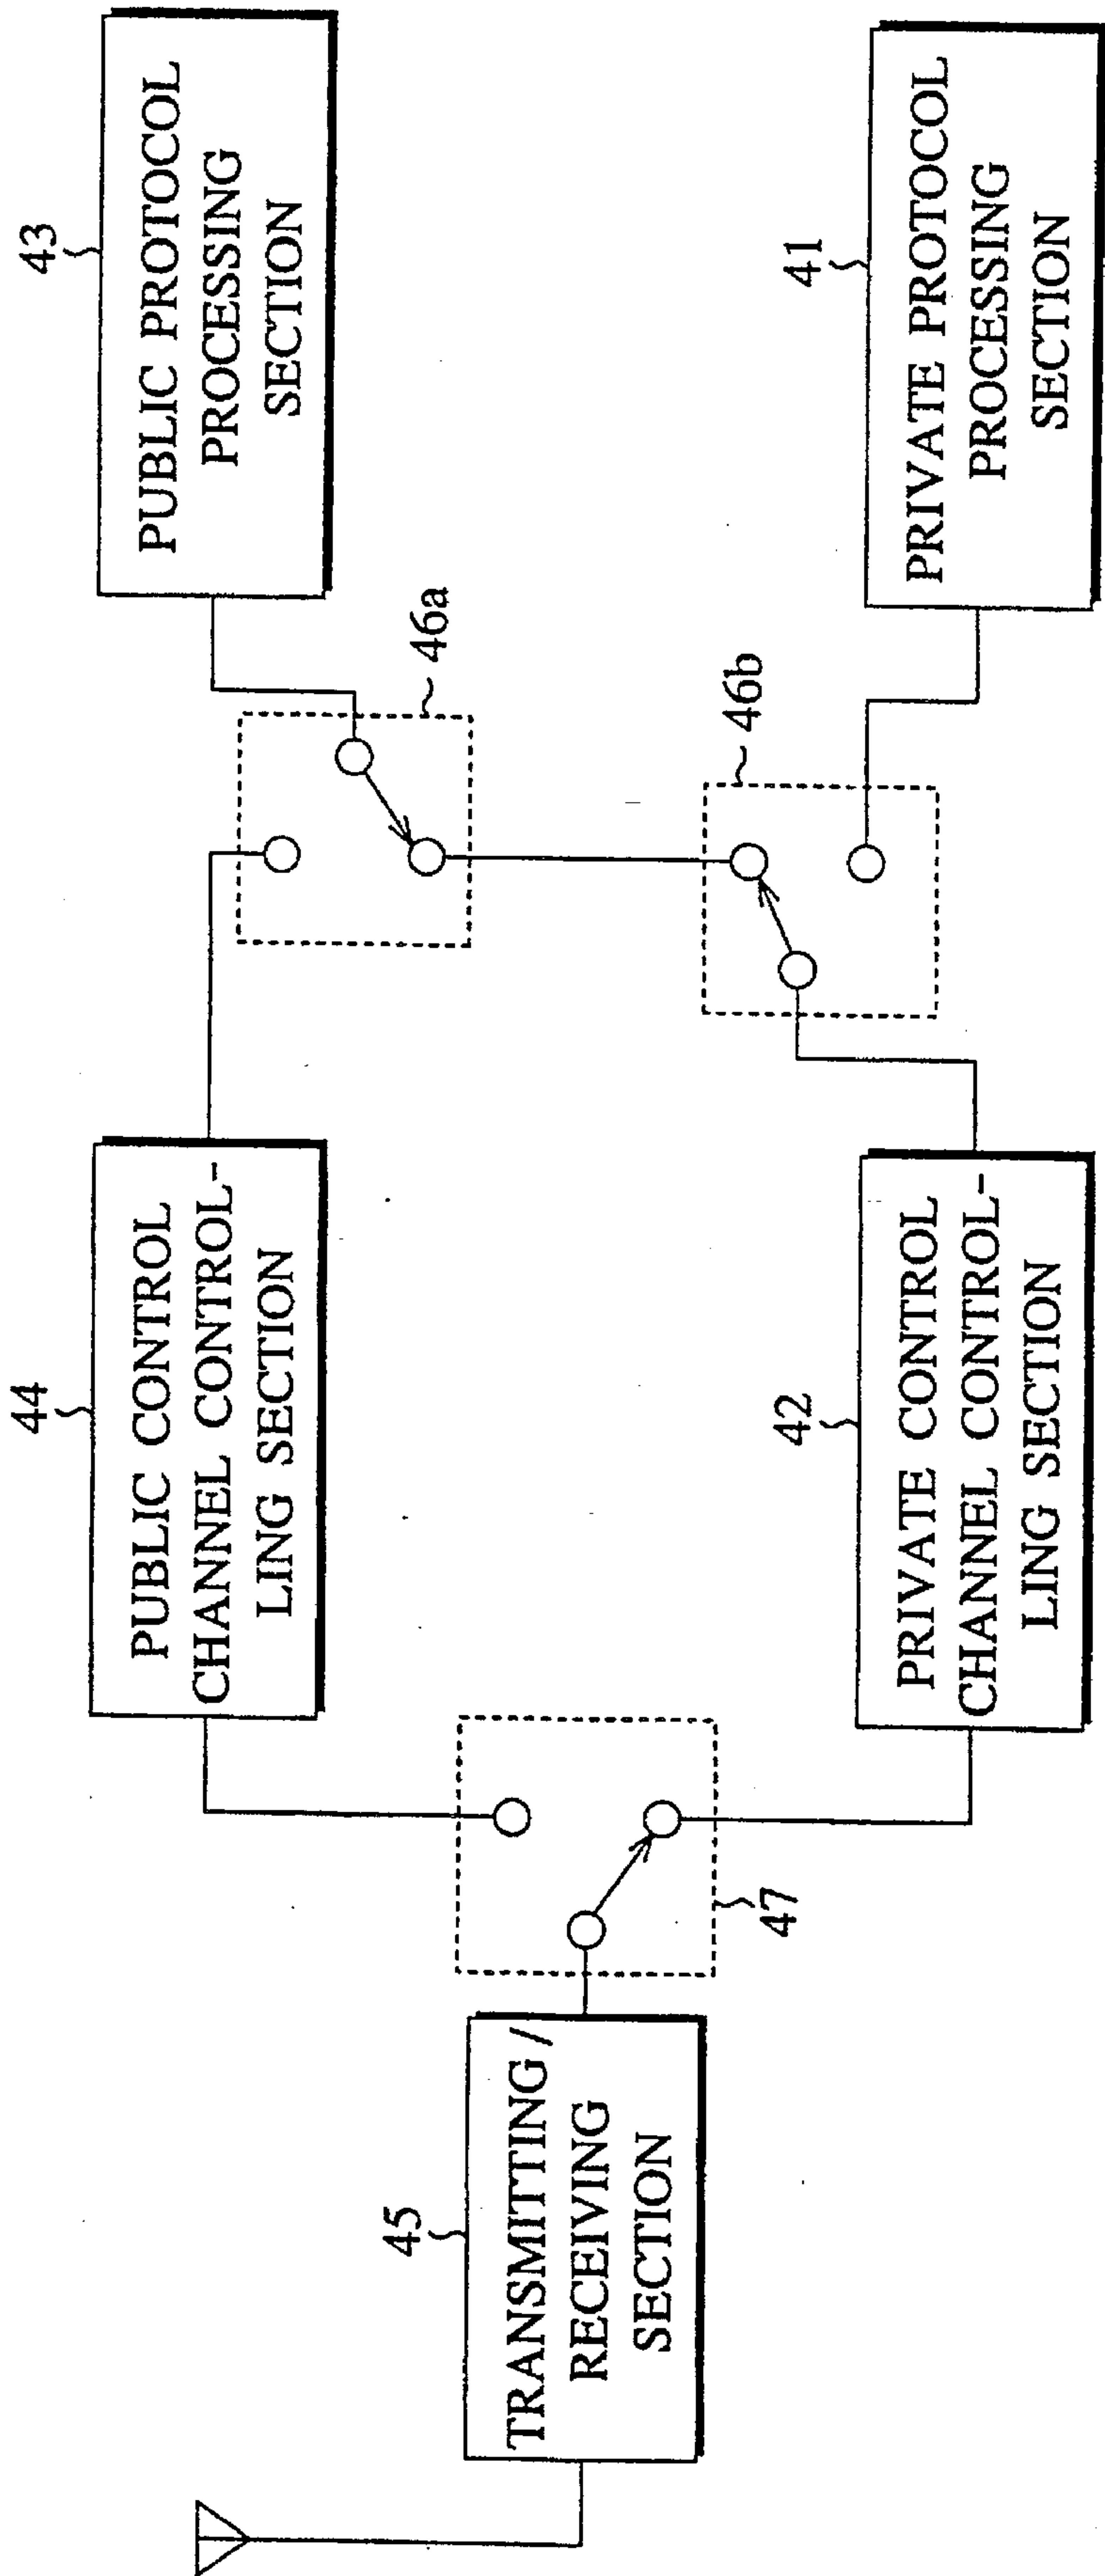 43
PUBLIC PROTOCOL
PROCESSING
SECTION
46a
44
PUBLIC CONTROL
CHANNEL CONTROL-
LING SECTION
41
PRIVATE PROTOCOL
PROCESSING
SECTION
46b
42
PRIVATE CONTROL
CHANNEL CONTROL-
LING SECTION
47
45
TRANSMITTING /
RECEIVING
SECTION